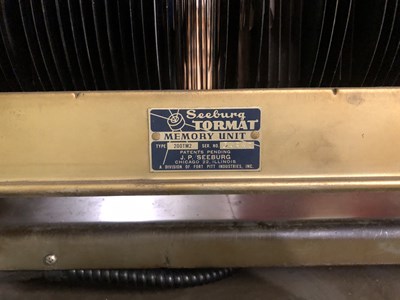 Seeburg
TORMAT
MEMORY UNIT
TYPE 200TM2 SER. NO.
PATENTS PENDING
J. P. SEEBURG
CHICAGO 22, ILLINOIS
A DIVISION OF FORT PITT INDUSTRIES, INC.